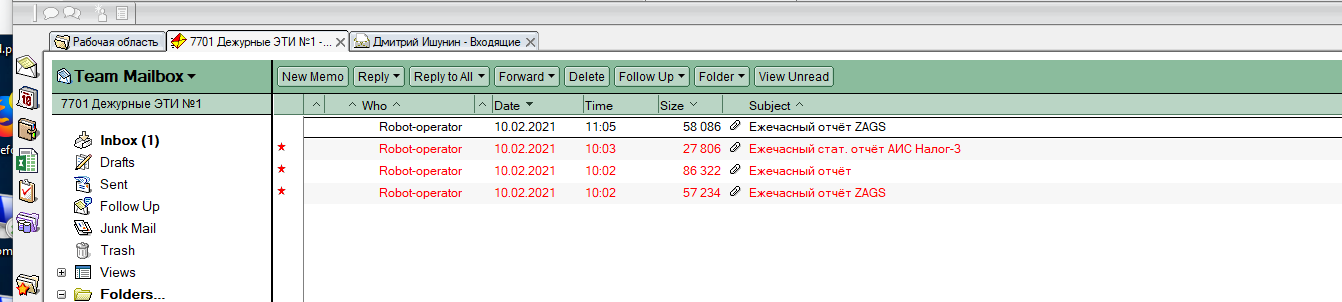 Рабочая область 7701 Дежурные ЭТИ №1 -... Дмитрий Ишунин - Входящие
Team Mailbox New Memo Reply Reply to All Forward Delete Follow Up Folder View Unread
7701 Дежурные ЭТИ №1 Who Date Time Size Subject
Robot-operator 10.02.2021 11:05 58 086 Ежечасный отчёт ZAGS
Inbox (1)
Robot-operator 10.02.2021 10:03 27 806 Ежечасный стат. отчёт АИС Налог-3
Drafts
Robot-operator 10.02.2021 10:02 86 322 Ежечасный отчёт
Sent
Robot-operator 10.02.2021 10:02 57 234 Ежечасный отчёт ZAGS
Follow Up
Junk Mail
Trash
Views
Folders...
18